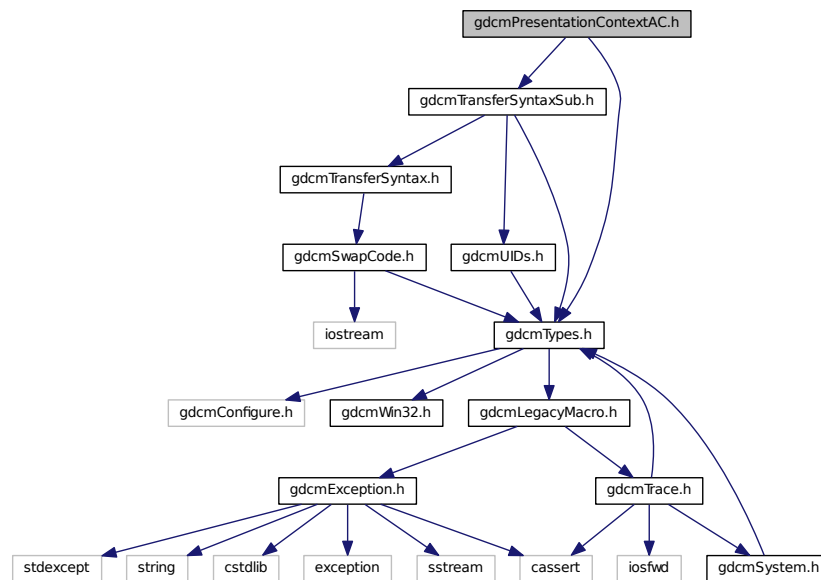 gdcmPresentationContextAC.h
gdcmTransferSyntaxSub.h
gdcmTransferSyntax.h
gdcmSwapCode.h
gdcmUIDs.h
iostream
gdcmTypes.h
gdcmConfigure.h
gdcmWin32.h
gdcmLegacyMacro.h
gdcmException.h
gdcmTrace.h
stdexcept
string
cstdlib
exception
sstream
cassert
iosfwd
gdcmSystem.h